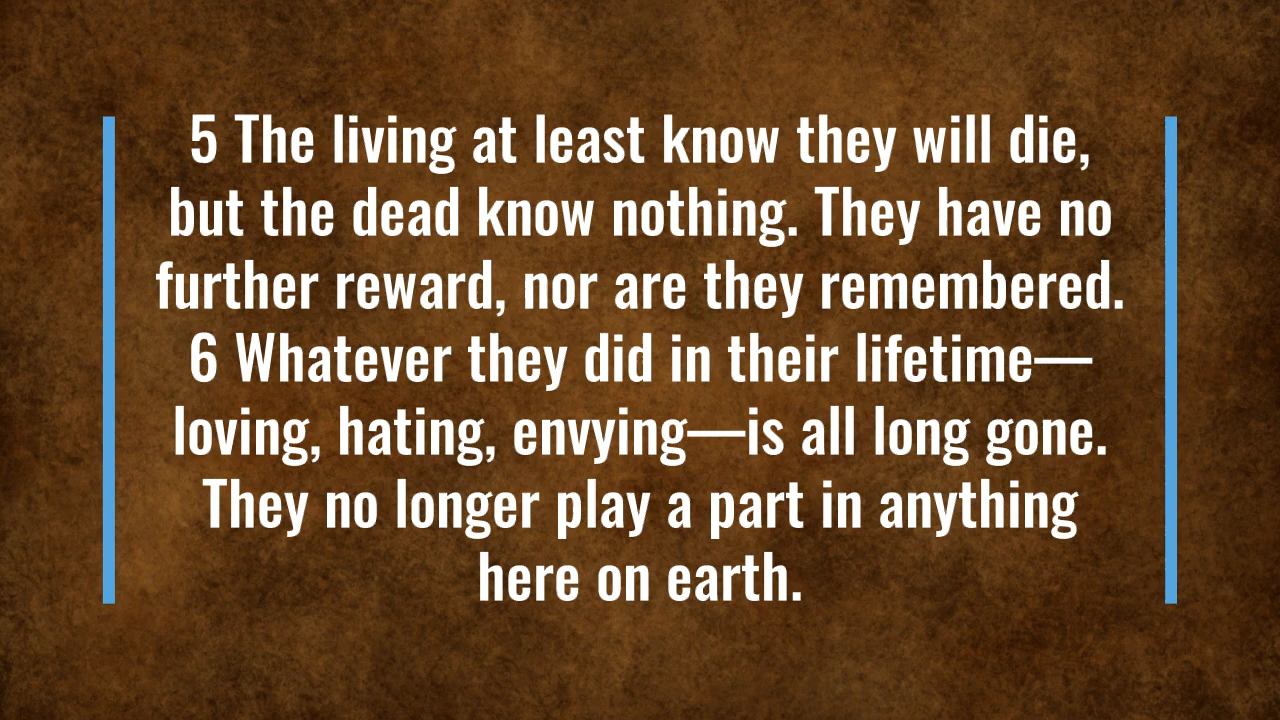 5 The living at least know they will die,
but the dead know nothing. They have no
further reward, nor are they remembered.
6 Whatever they did in their lifetime—
loving, hating, envying—is all long gone.
They no longer play a part in anything
here on earth.